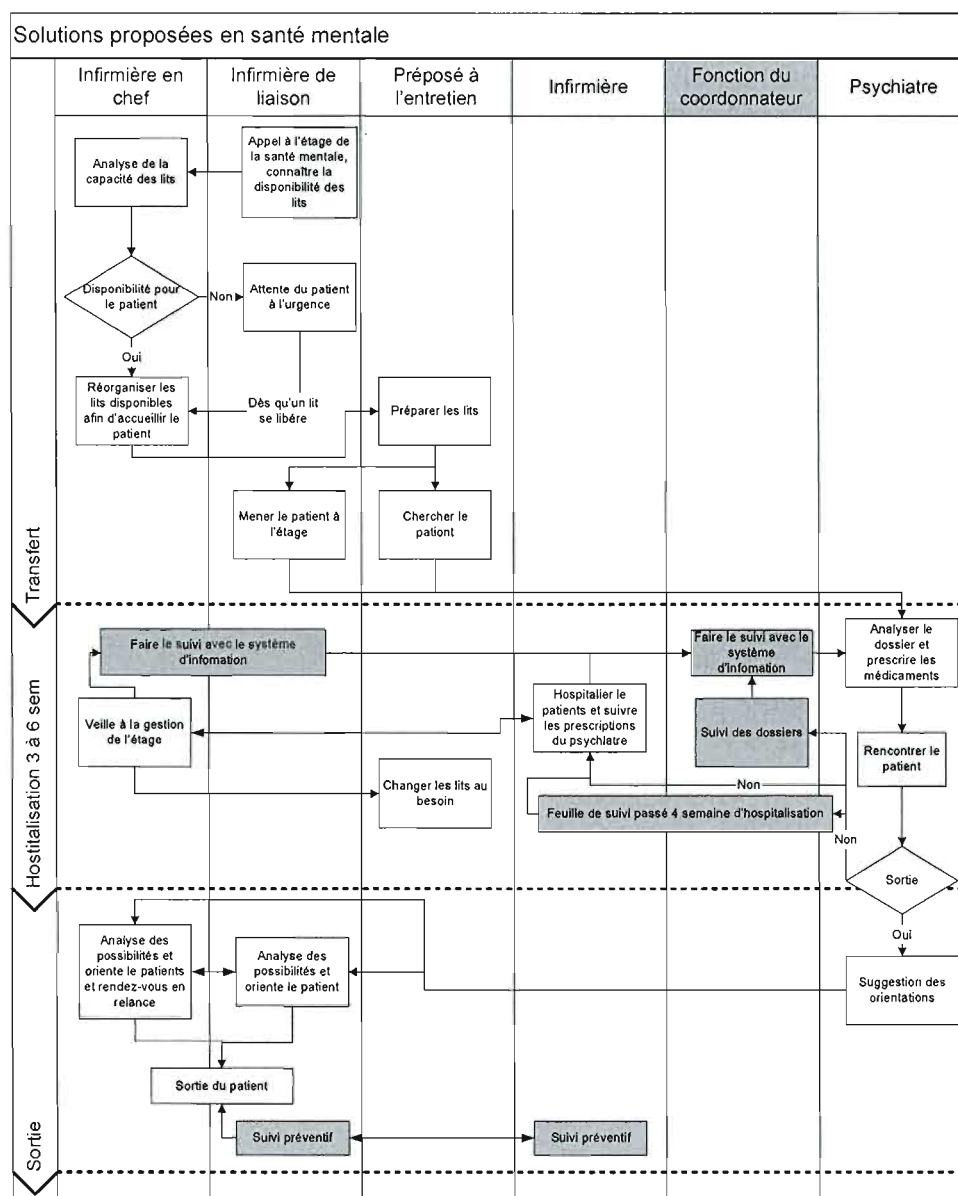 Solutions proposées en santé mentale
Infirmière en
chef
Infirmière de
liaison
Préposé à
l'entretien
Infirmière
Fonction du
coordonnateur
Psychiatre
Transfert
Analyse de la
capacité des lits
Appel à l'étage de
la santé mentale,
connaître la
disponibilité des
lits
Disponibilité pour
le patient
Non
Attente du patient
à l'urgence
Oui
Réorganiser les
lits disponibles
afin d'accueillir le
patient
Dès qu'un lit
se libère
Préparer les lits
Mener le patient à
l'étage
Chercher le
pationt
Hostitalisation 3 à 6 sem
Faire le suivi avec le système
d'infomation
Faire le suivi avec le
système
d'infomation
Analyser le
dossier et
prescrire les
médicaments
Veille à la gestion
de l'étage
Hospitalier le
patients et suivre
les prescriptions
du psychiatre
Suivi des dossiers
Rencontrer le
patient
Changer les lits au
besoin
Non
Feuille de suivi passé 4 semaine d'hospitalisation
Non
Sortie
Oui
Sortie
Analyse des
possibilités et
oriente le patients
et rendez-vous en
relance
Analyse des
possibilités et
oriente le patient
Suggestion des
orientations
Sortie du patient
Suivi préventif
Suivi préventif